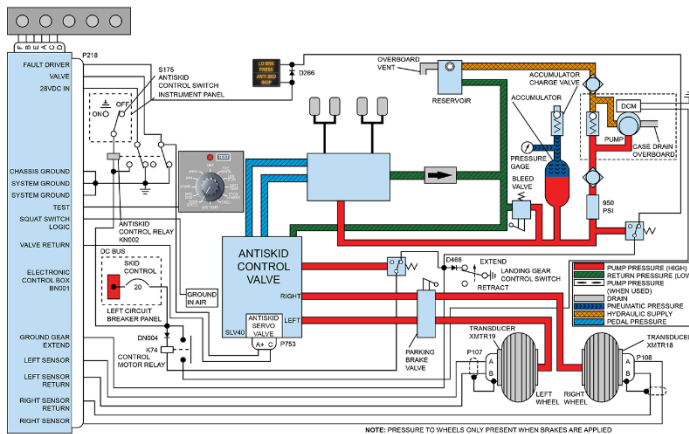 P218
F B E A C D
FAULT DRIVER
VALVE
28VDC IN
CHASSIS GROUND
SYSTEM GROUND
SYSTEM GROUND
TEST
SQUAT SWITCH
LOGIC
VALVE RETURN
ELECTRONIC
CONTROL BOX
BN001
GROUND GEAR
EXTEND
LEFT SENSOR
LEFT SENSOR
RETURN
RIGHT SENSOR
RETURN
RIGHT SENSOR
S175
ANTISKID
CONTROL SWITCH
INSTRUMENT PANEL
OFF
ON
ANTISKID CONTROL RELAY
KN002
DC BUS
SKID
CONTROL
20
LEFT CIRCUIT
BREAKER PANEL
DN004
K74
CONTROL
MOTOR RELAY
GROUND
IN AIR
D266
TEST
ANTISKID
CONTROL
VALVE
RIGHT
LEFT
ANTISKID
SERVO
VALVE
SLV40
A+ C
P753
OVERBOARD
VENT
RESERVOIR
ACCUMULATOR
CHARGE VALVE
ACCUMULATOR
PRESSURE
GAGE
BLEED
VALVE
DCM
PUMP
CASE DRAIN
OVERBOARD
950
PSI
D468
EXTEND
LANDING GEAR
CONTROL SWITCH
RETRACT
PARKING
BRAKE
VALVE
PUMP PRESSURE (HIGH)
RETURN PRESSURE (LOW
PUMP PRESSURE
(WHEN USED)
DRAIN
PNEUMATIC PRESSURE
HYDRAULIC SUPPLY
PEDAL PRESSURE
TRANSDUCER
XMTR19
P107
A
B
LEFT
WHEEL
RIGHT
WHEEL
TRANSDUCER
XMTR18
P108
A
B
NOTE: PRESSURE TO WHEELS ONLY PRESENT WHEN BRAKES ARE APPLIED